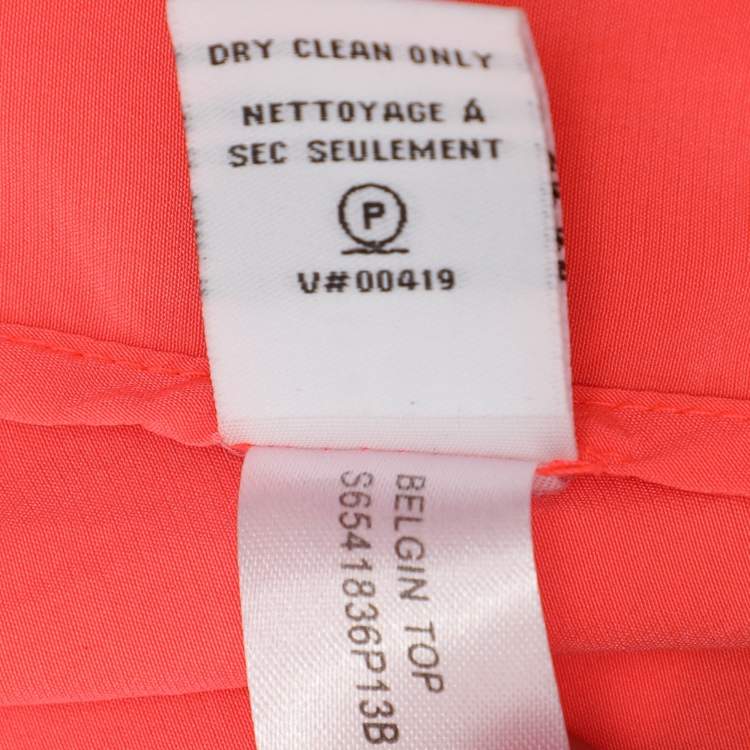 DRY CLEAN ONLY
NETTOYAGE Á
SEC SEULEMENT
P
V#00419
BELGIN TOP
S6541836P13B